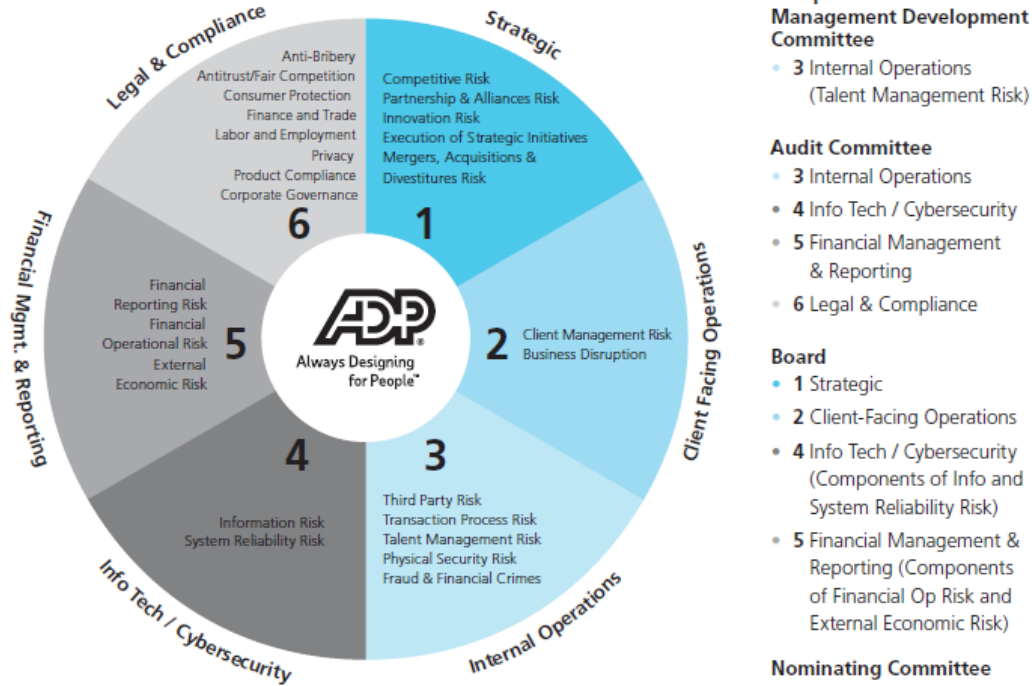 Legal & Compliance
Strategic
Anti-Bribery
Antitrust/Fair Competition
Consumer Protection
Finance and Trade
Labor and Employment
Privacy
Product Compliance
Corporate Governance
6
Competitive Risk
Partnership & Alliances Risk
Innovation Risk
Execution of Strategic Initiatives
Mergers, Acquisitions &
Divestitures Risk
1
Client Facing Operations
2
Client Management Risk
Business Disruption
Financial Mgmt. & Reporting
Financial
Reporting Risk
Financial
Operational Risk
External
Economic Risk
5
ADP®
Always Designing
for People™
4
Information Risk
System Reliability Risk
Info Tech / Cybersecurity
3
Third Party Risk
Transaction Process Risk
Talent Management Risk
Physical Security Risk
Fraud & Financial Crimes
Internal Operations
Management Development
Committee
• 3 Internal Operations
(Talent Management Risk)
Audit Committee
• 3 Internal Operations
• 4 Info Tech / Cybersecurity
• 5 Financial Management
& Reporting
• 6 Legal & Compliance
Board
• 1 Strategic
• 2 Client-Facing Operations
• 4 Info Tech / Cybersecurity
(Components of Info and
System Reliability Risk)
• 5 Financial Management &
Reporting (Components
of Financial Op Risk and
External Economic Risk)
Nominating Committee